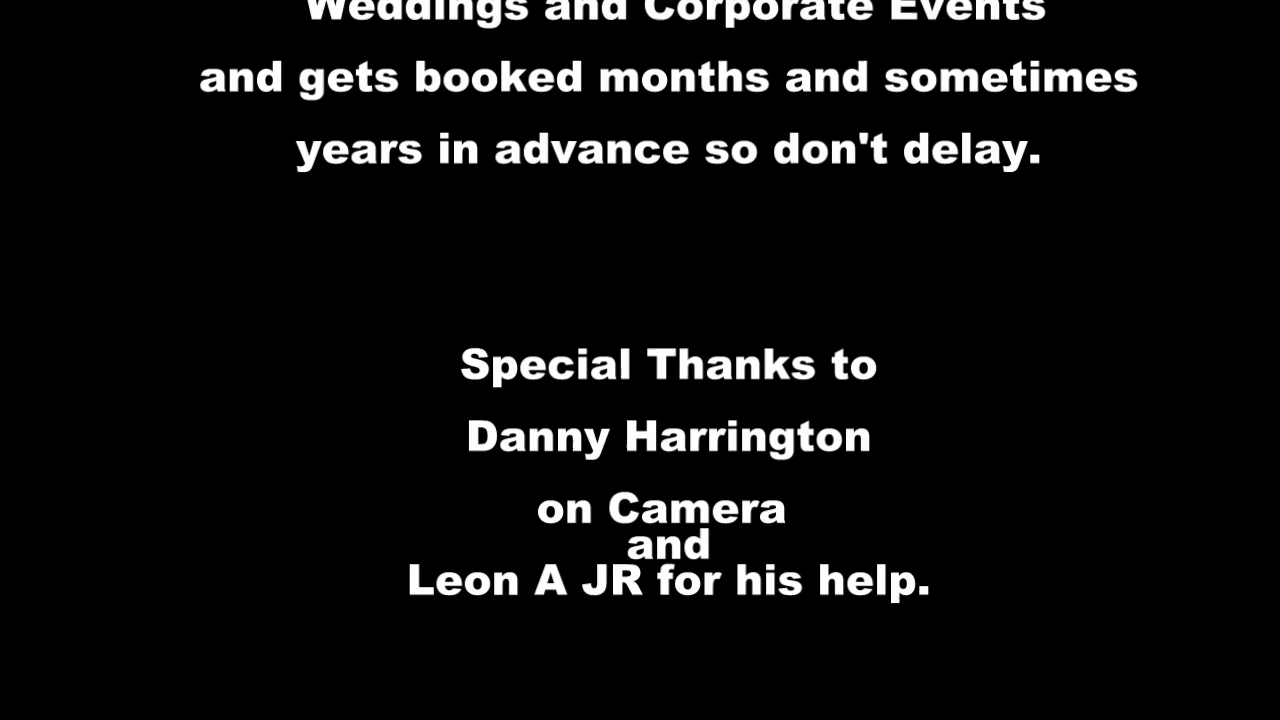 Weddings and Corporate Events
and gets booked months and sometimes
years in advance so don't delay.
Special Thanks to
Danny Harrington
on Camera
and
Leon A JR for his help.